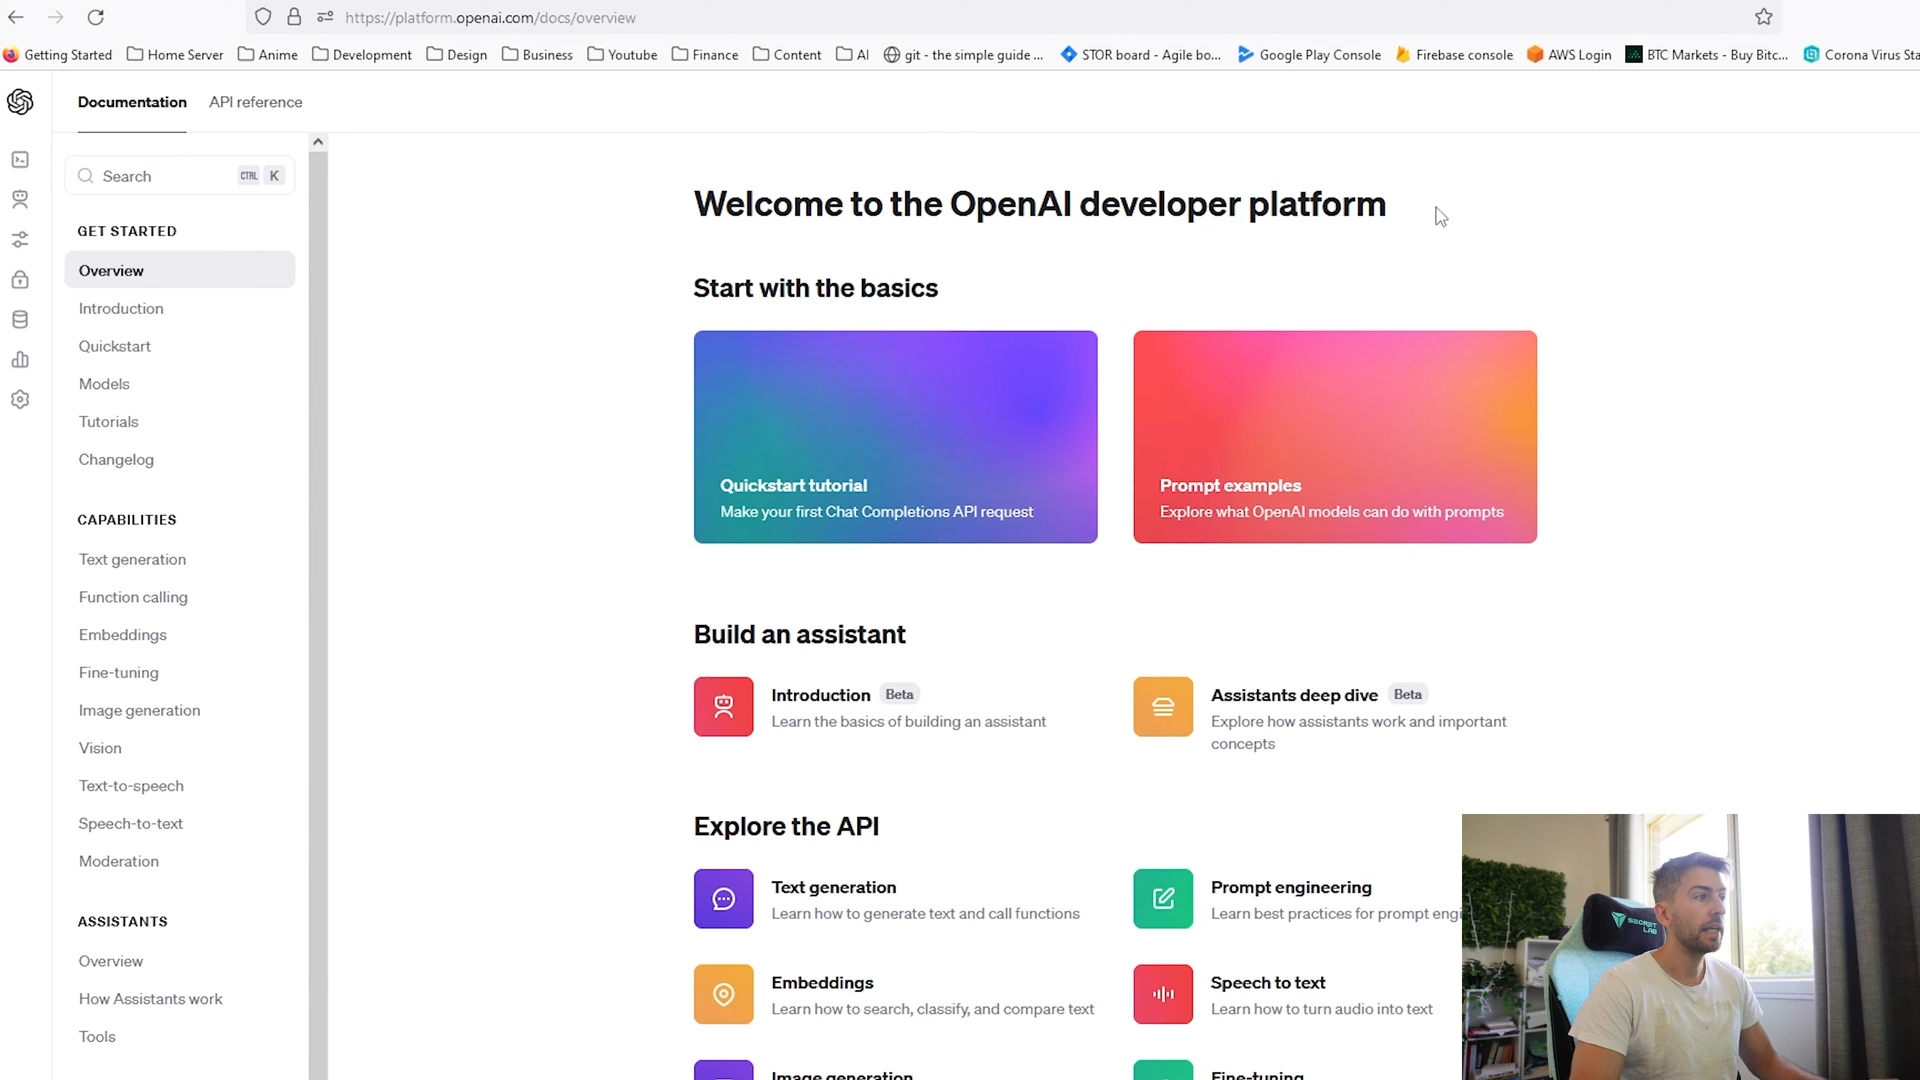 https://platform.openai.com/docs/overview
Getting Started Home Server Anime Development Design Business Youtube Finance Content AI git - the simple guide ... STOR board - Agile bo... Google Play Console Firebase console AWS Login BTC Markets - Buy Bitc... Corona Virus Sta
Documentation API reference
Search CTRL K
GET STARTED
Overview
Introduction
Quickstart
Models
Tutorials
Changelog
CAPABILITIES
Text generation
Function calling
Embeddings
Fine-tuning
Image generation
Vision
Text-to-speech
Speech-to-text
Moderation
ASSISTANTS
Overview
How Assistants work
Tools
Welcome to the OpenAI developer platform
Start with the basics
Quickstart tutorial
Make your first Chat Completions API request
Prompt examples
Explore what OpenAI models can do with prompts
Build an assistant
Introduction Beta
Learn the basics of building an assistant
Assistants deep dive Beta
Explore how assistants work and important
concepts
Explore the API
Text generation
Learn how to generate text and call functions
Prompt engineering
Learn best practices for prompt engi
Embeddings
Learn how to search, classify, and compare text
Speech to text
Learn how to turn audio into text
Image generation
Fine-tuning
SECRET
LAB